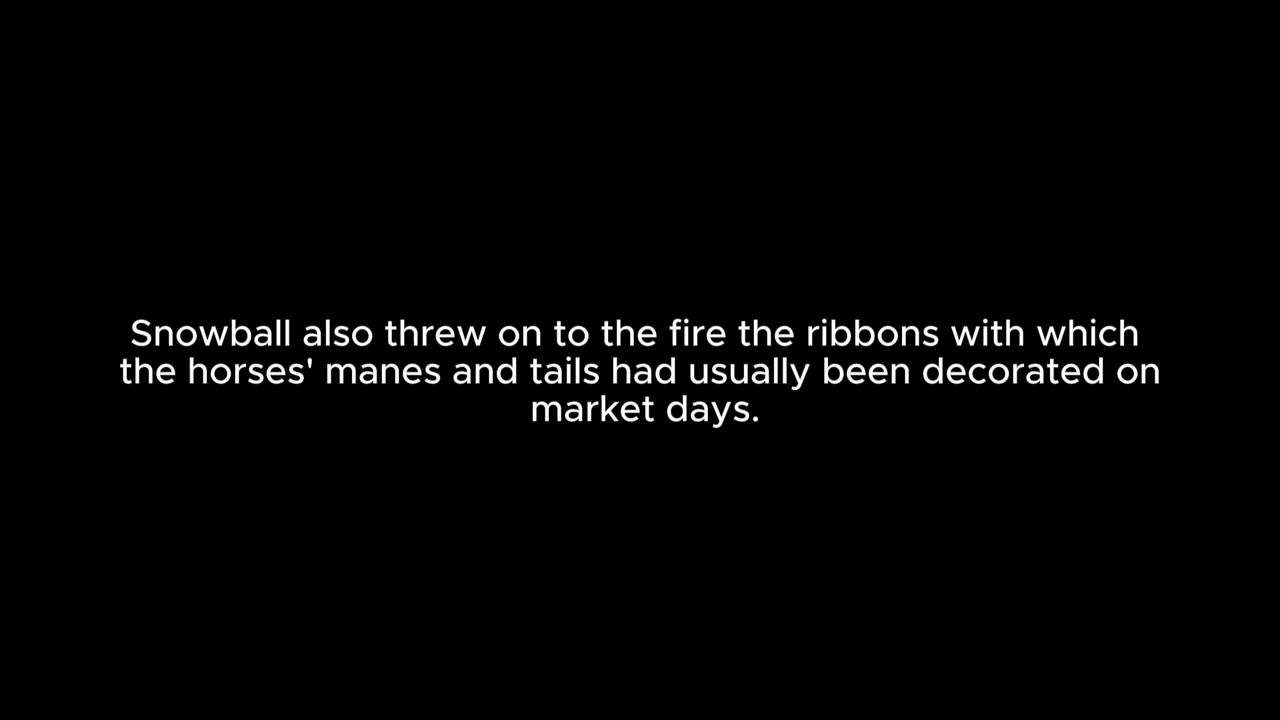 Snowball also threw on to the fire the ribbons with which
the horses' manes and tails had usually been decorated on
market days.